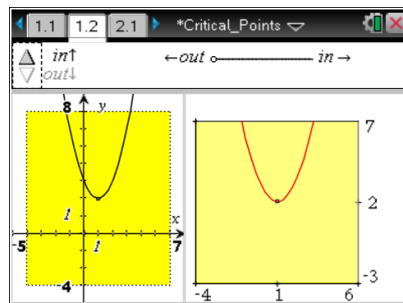 1.1 1.2 2.1 *Critical_Points
in↑ ←out in→
out↓
8 y
7
1
2
x
-5 1 7
-3
-4
-4 1 6